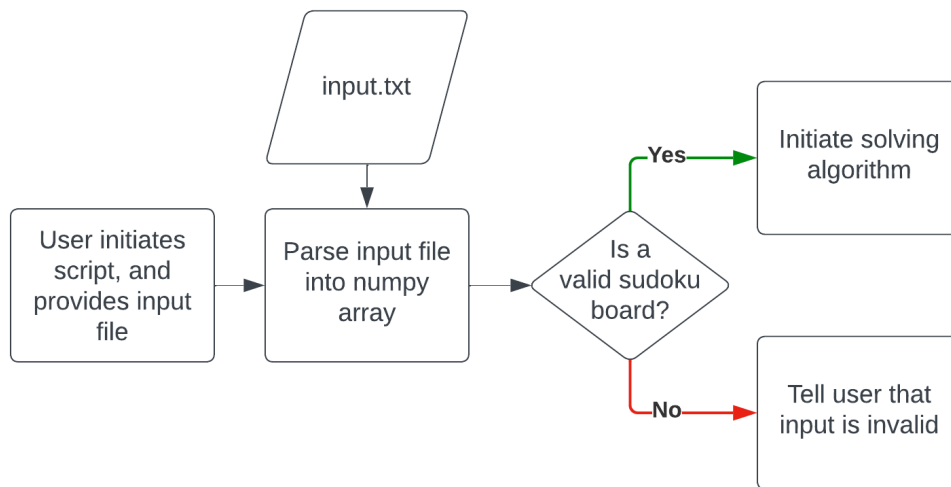 input.txt
User initiates
script, and
provides input
file
Parse input file
into numpy
array
Is a
valid sudoku
board?
Yes
Initiate solving
algorithm
No
Tell user that
input is invalid